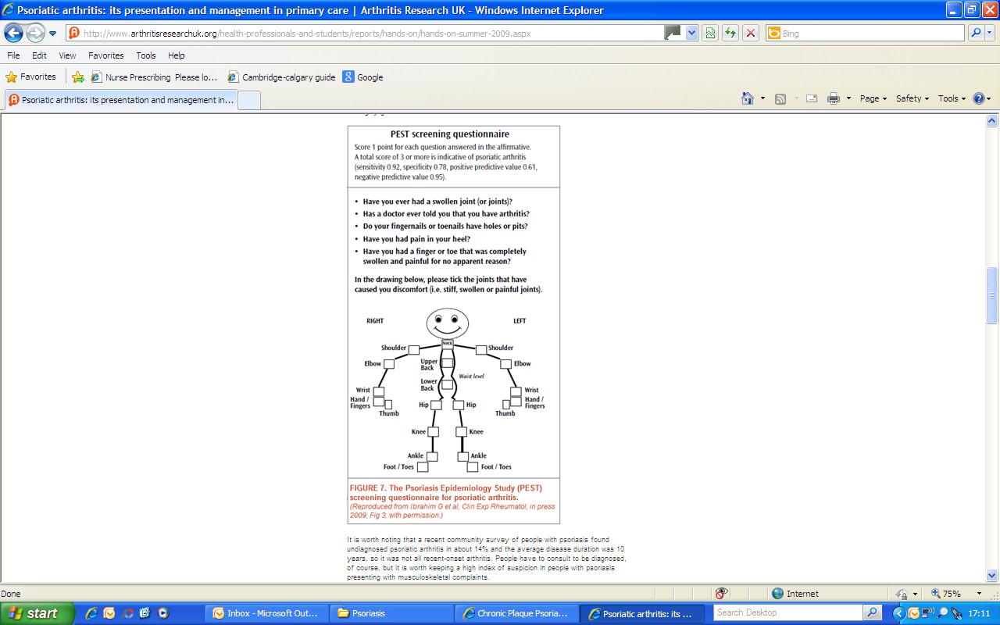 Psoriatic arthritis: its presentation and management in primary care | Arthritis Research UK - Windows Internet Explorer
http://www.arthritisresearchuk.org/health-professionals-and-students/reports/hands-on/hands-on-summer-2009.aspx
Bing
File Edit View Favorites Tools Help
Favorites Nurse Prescribing Please lo... Cambridge-calgary guide Google
Psoriatic arthritis: its presentation and management in... Page Safety Tools
PEST screening questionnaire
Score 1 point for each question answered in the affirmative.
A total score of 3 or more is indicative of psoriatic arthritis
(sensitivity 0.92, specificity 0.78, positive predictive value 0.61,
negative predictive value 0.95).
• Have you ever had a swollen joint (or joints)?
• Has a doctor ever told you that you have arthritis?
• Do your fingernails or toenails have holes or pits?
• Have you had pain in your heel?
• Have you had a finger or toe that was completely
swollen and painful for no apparent reason?
In the drawing below, please tick the joints that have
caused you discomfort (i.e. stiff, swollen or painful joints).
RIGHT LEFT
Neck
Shoulder Shoulder
Elbow Upper Elbow
Back
Lower Waist level
Back
Wrist Wrist
Hand / Hand /
Fingers Hip Hip Fingers
Thumb Thumb
Knee Knee
Ankle Ankle
Foot / Toes Foot / Toes
FIGURE 7. The Psoriasis Epidemiology Study (PEST)
screening questionnaire for psoriatic arthritis.
(Reproduced from Ibrahim G et al, Clin Exp Rheumatol, in press
2009, Fig 3, with permission.)
It is worth noting that a recent community survey of people with psoriasis found
undiagnosed psoriatic arthritis in about 14% and the average disease duration was 10
years, so it was not all recent-onset arthritis. People have to consult to be diagnosed,
of course, but it is worth keeping a high index of suspicion in people with psoriasis
presenting with musculoskeletal complaints.
Done Internet 75%
start Inbox - Microsoft Out... Psoriasis Chronic Plaque Psoria... Psoriatic arthritis: its ... Search Desktop 17:11